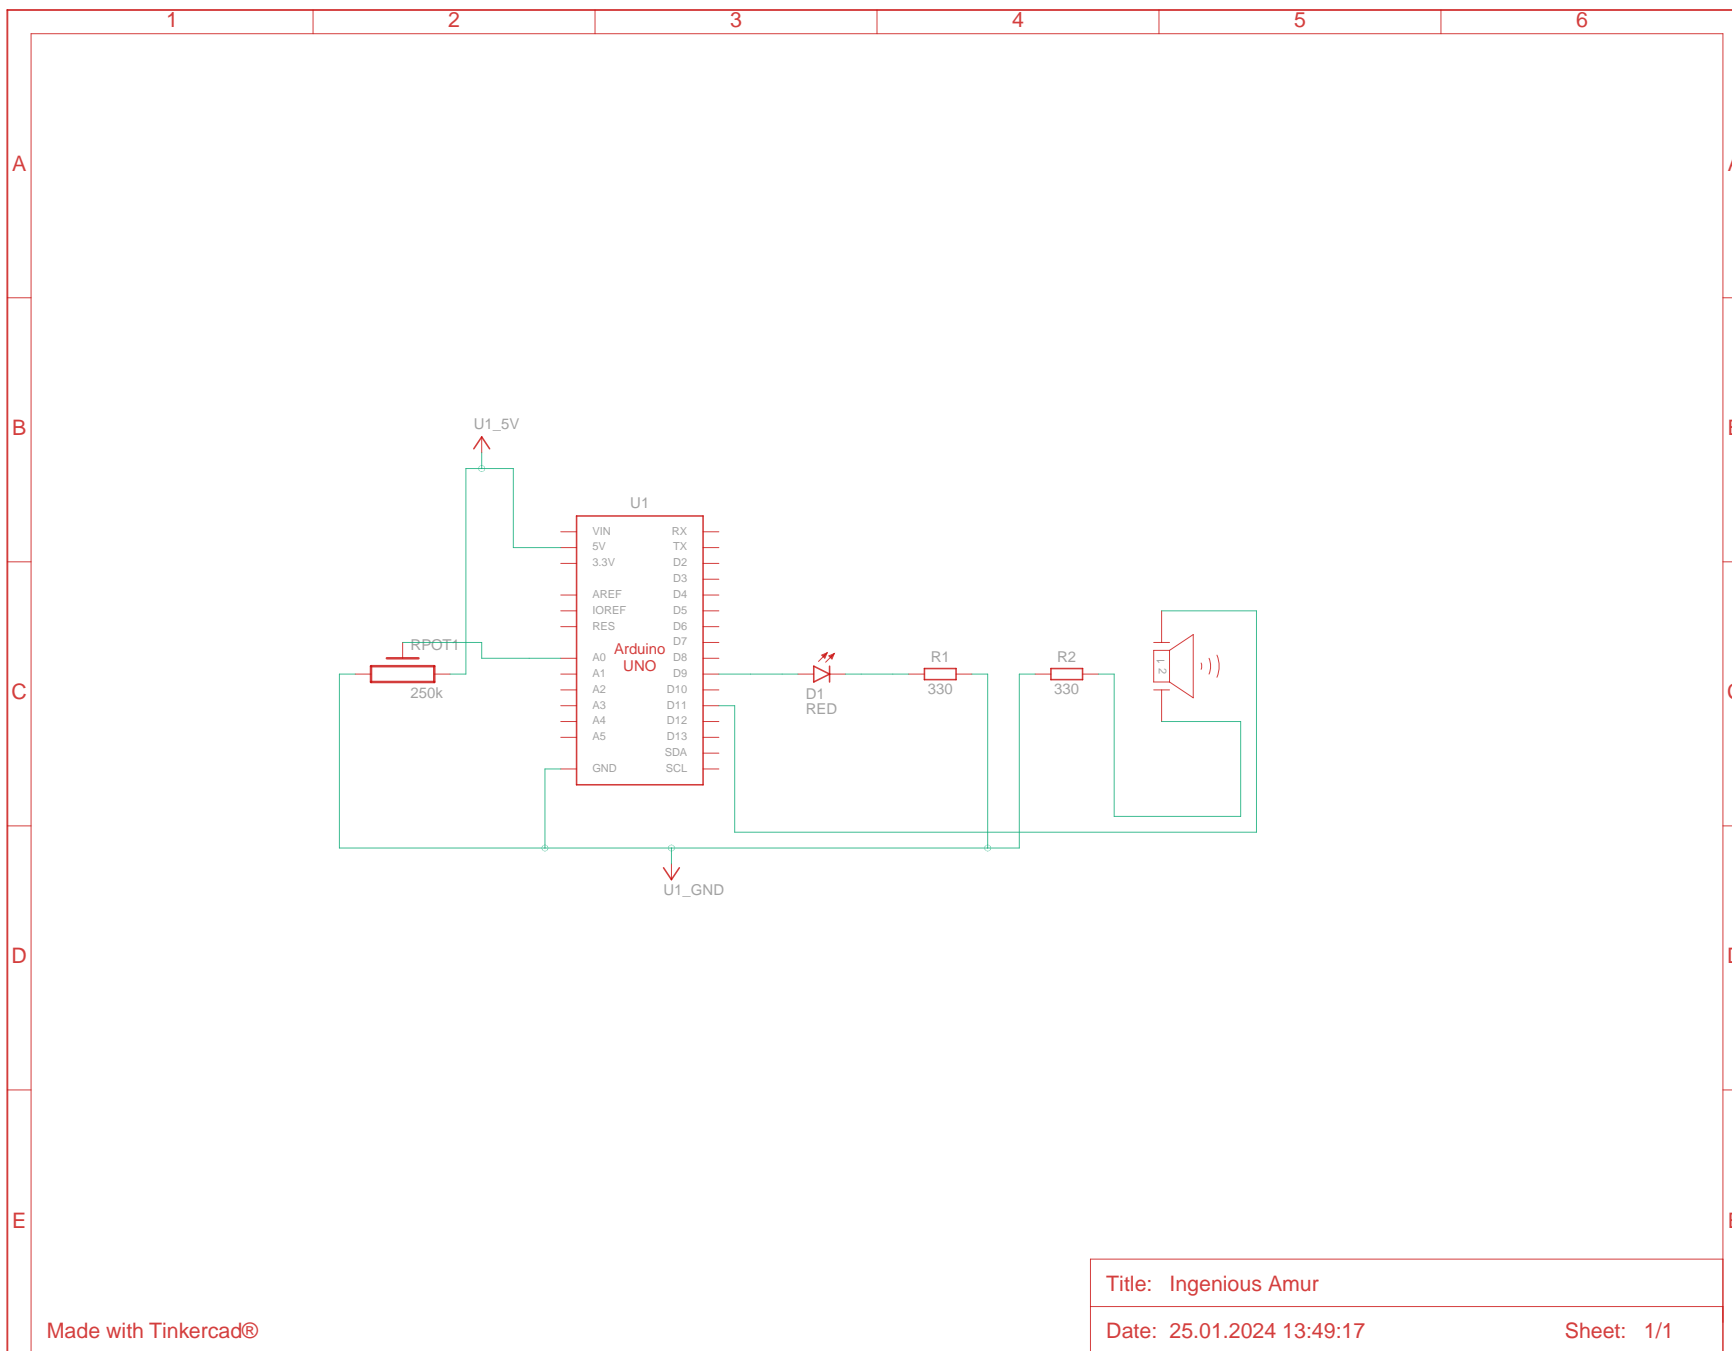 1 2 3 4 5 6
A A
B B
C C
D D
E E
U1_5V
U1
VIN RX
5V TX
3.3V D2
D3
AREF D4
IOREF D5
RES D6
D7
Arduino
UNO
A0 D8
A1 D9
A2 D10
A3 D11
A4 D12
A5 D13
SDA
GND SCL
RPOT1
250k
D1
RED
R1
330
R2
330
1 2
U1_GND
Title: Ingenious Amur
Date: 25.01.2024 13:49:17 Sheet: 1/1
Made with Tinkercad®